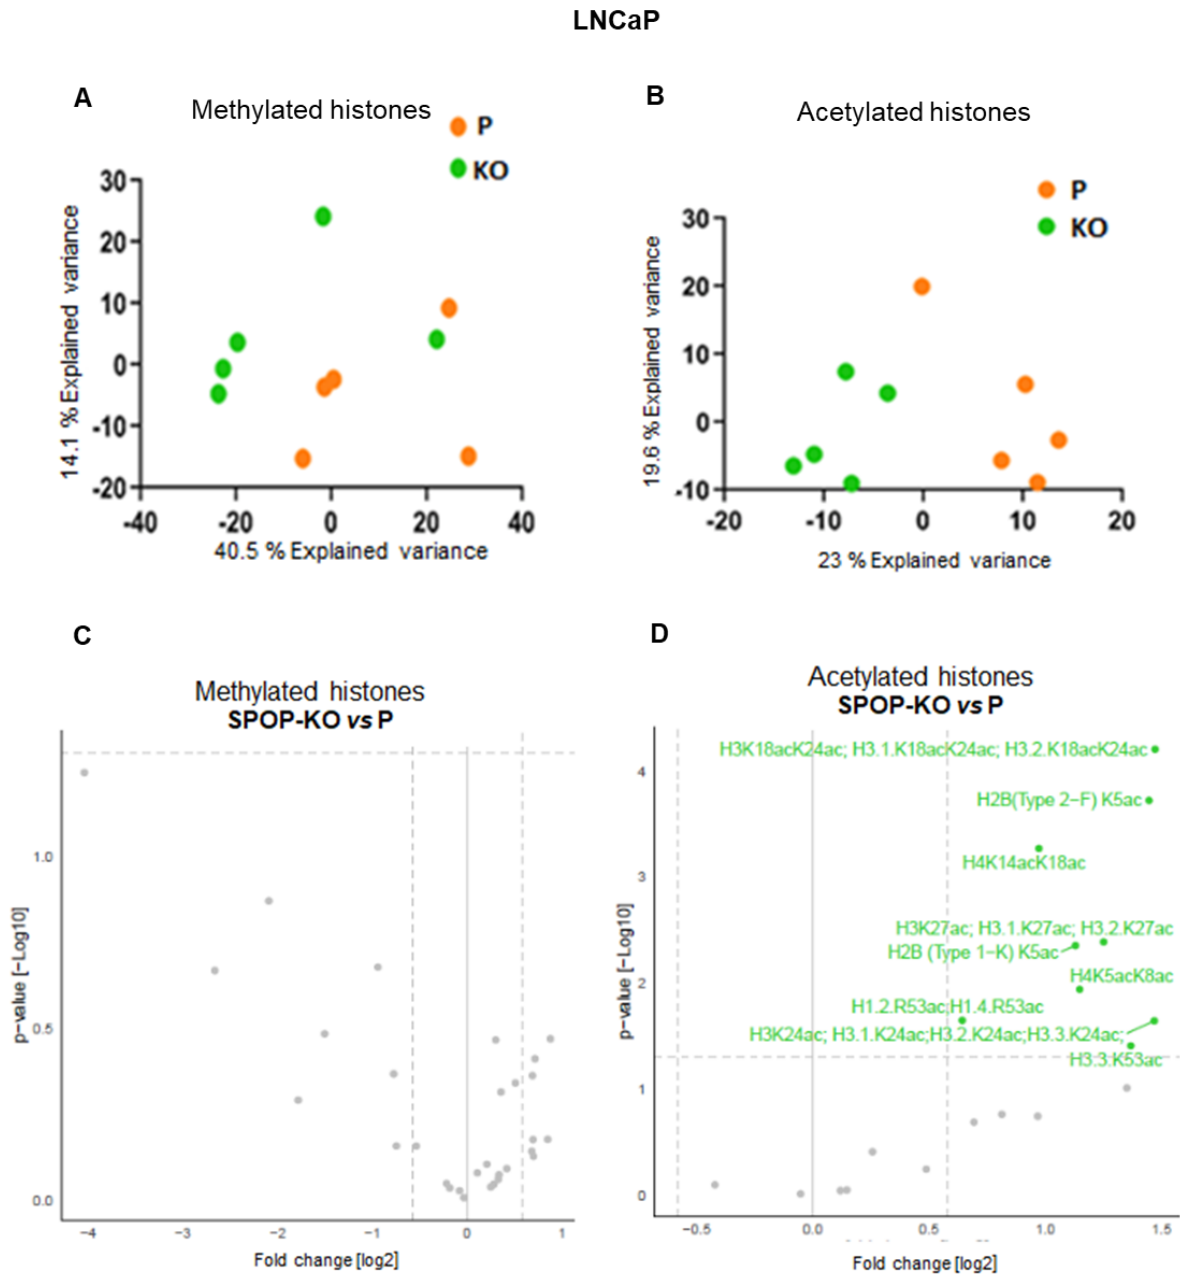 LNCaP
A
Methylated histones
P
KO
30
20
10
0
-10
-20
-40
-20
0
20
40
14.1 % Explained variance
40.5 % Explained variance
B
Acetylated histones
P
KO
30
20
10
0
-10
-20
-10
0
10
20
19.6 % Explained variance
23 % Explained variance
C
Methylated histones
SPOP-KO vs P
1.0
0.5
0.0
−4
−3
−2
−1
0
1
p−value [−Log10]
Fold change [log2]
D
Acetylated histones
SPOP-KO vs P
H3K18acK24ac; H3.1.K18acK24ac; H3.2.K18acK24ac
H2B(Type 2−F) K5ac
H4K14acK18ac
H3K27ac; H3.1.K27ac; H3.2.K27ac
H2B (Type 1−K) K5ac
H4K5acK8ac
H1.2.R53ac;H1.4.R53ac
H3K24ac; H3.1.K24ac;H3.2.K24ac;H3.3.K24ac;
H3.3.K53ac
4
3
2
1
0
−0.5
0.0
0.5
1.0
1.5
p−value [−Log10]
Fold change [log2]